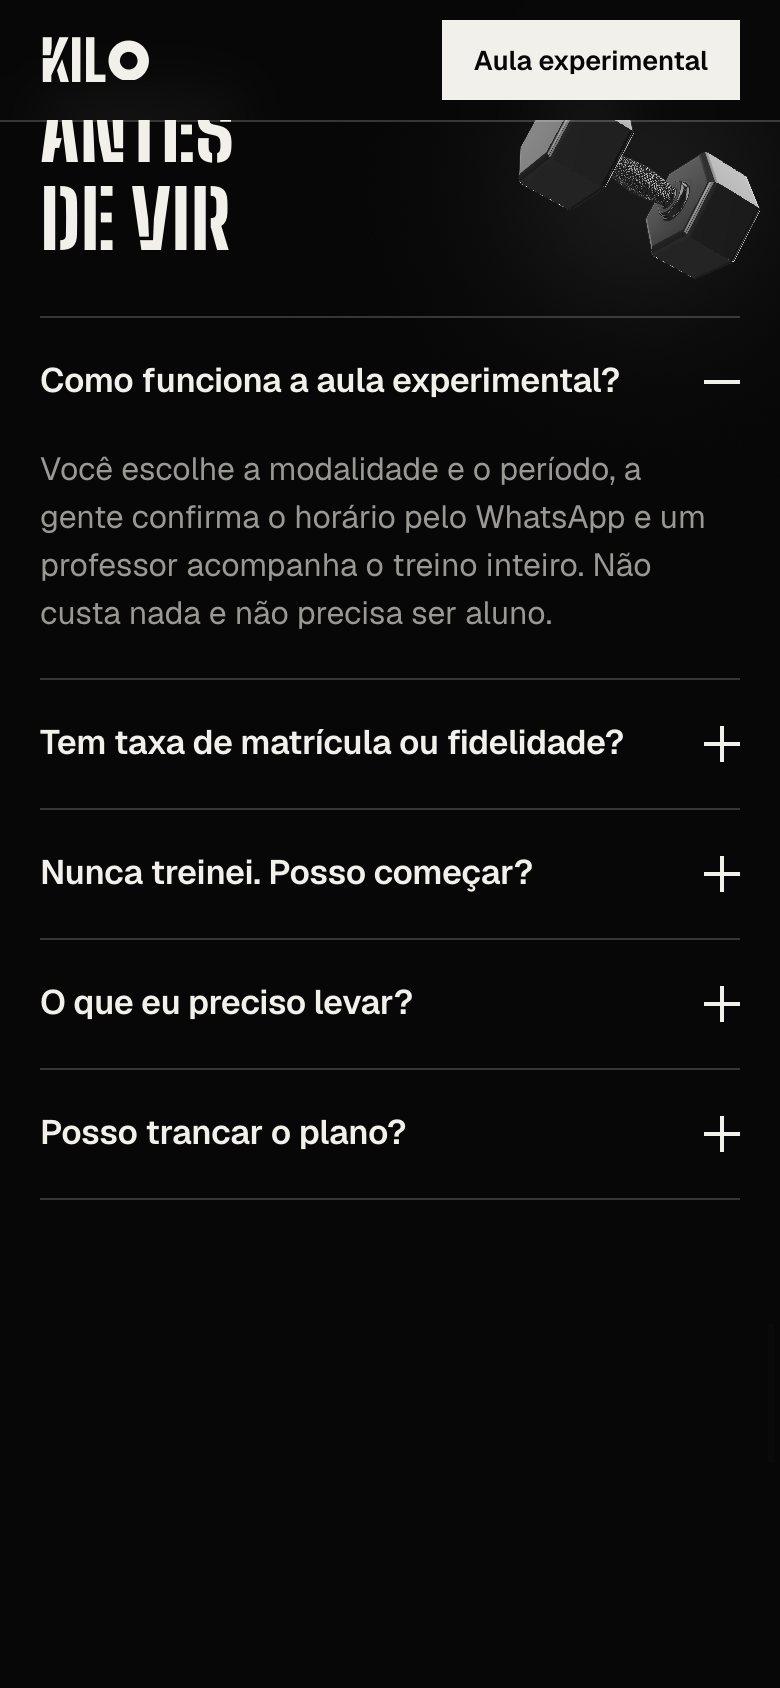 KILO
Aula experimental
ANTES
DE VIR
Como funciona a aula experimental?
Você escolhe a modalidade e o período, a
gente confirma o horário pelo WhatsApp e um
professor acompanha o treino inteiro. Não
custa nada e não precisa ser aluno.
Tem taxa de matrícula ou fidelidade?
Nunca treinei. Posso começar?
O que eu preciso levar?
Posso trancar o plano?